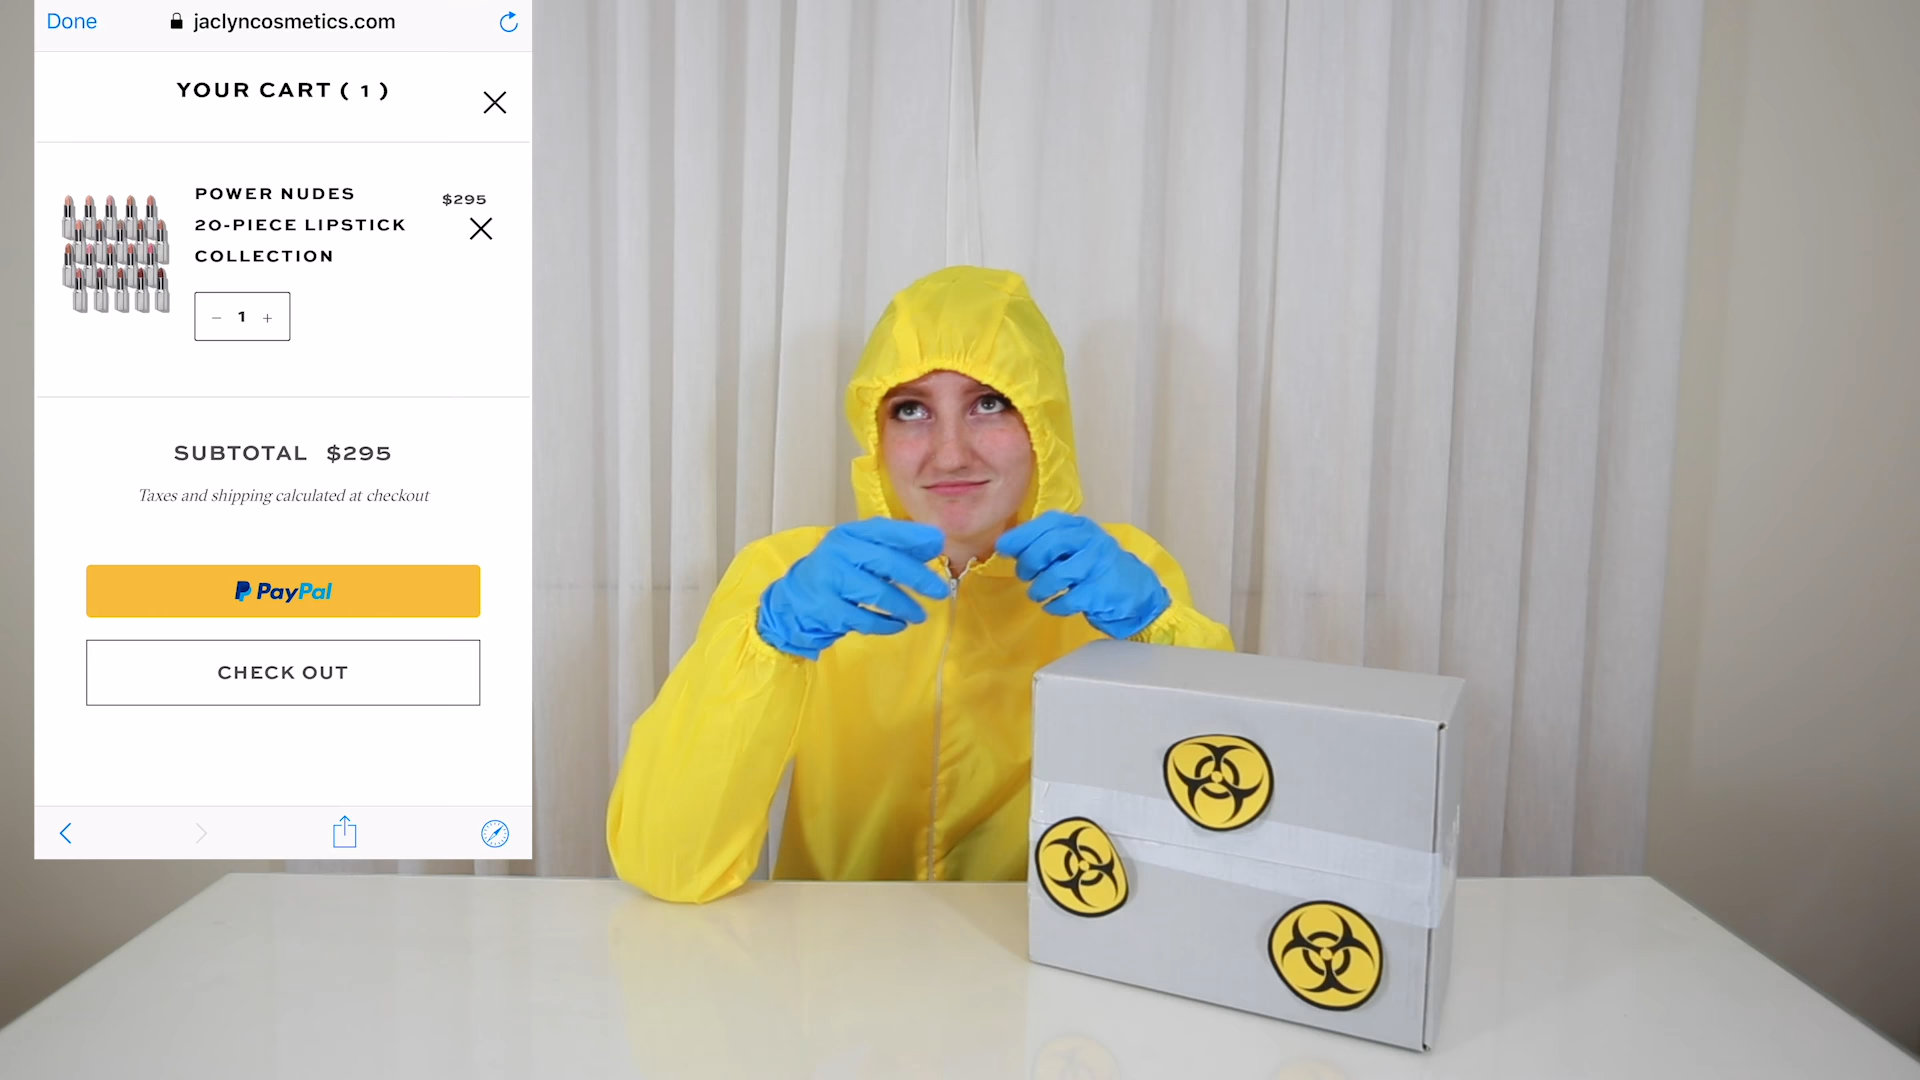 Done
jaclyncosmetics.com
YOUR CART ( 1 )
POWER NUDES
20-PIECE LIPSTICK
COLLECTION
$295
1
SUBTOTAL $295
Taxes and shipping calculated at checkout
PayPal
CHECK OUT